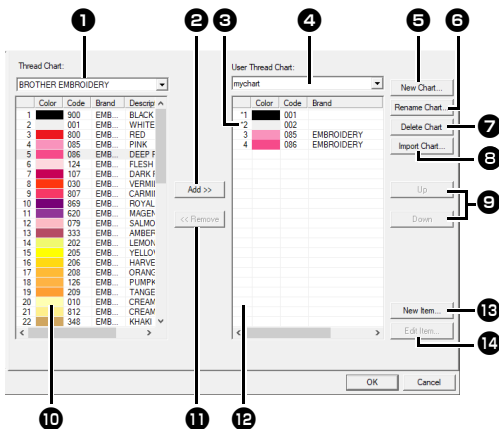 1 2 3 4 5 6
Thread Chart: User Thread Chart:
BROTHER EMBROIDERY mychart New Chart...
Color Code Brand Descrip Color Code Brand Rename Chart...
1 900 EMB... BLACK *1 001
2 001 EMB... WHITE *2 002 Delete Chart 7
3 800 EMB... RED 3 085 EMBROIDERY
4 085 EMB... PINK 4 086 EMBROIDERY Import Chart... 8
5 086 EMB... DEEP F
6 124 EMB... FLESH
7 107 EMB... DARK F
8 030 EMB... VERMII Add >> Up
9 807 EMB... CARMII 9
10 869 EMB... ROYAL
11 620 EMB... MAGEN << Remove Down
12 079 EMB... SALMO
13 333 EMB... AMBER
14 202 EMB... LEMON
15 205 EMB... YELLO
16 206 EMB... HARVE
17 208 EMB... ORANG
18 126 EMB... PUMPK
19 209 EMB... TANGE
20 010 EMB... CREAM New Item... 13
21 812 EMB... CREAM
22 348 EMB... KHAKI Edit Item... 14
OK Cancel
10 11 12